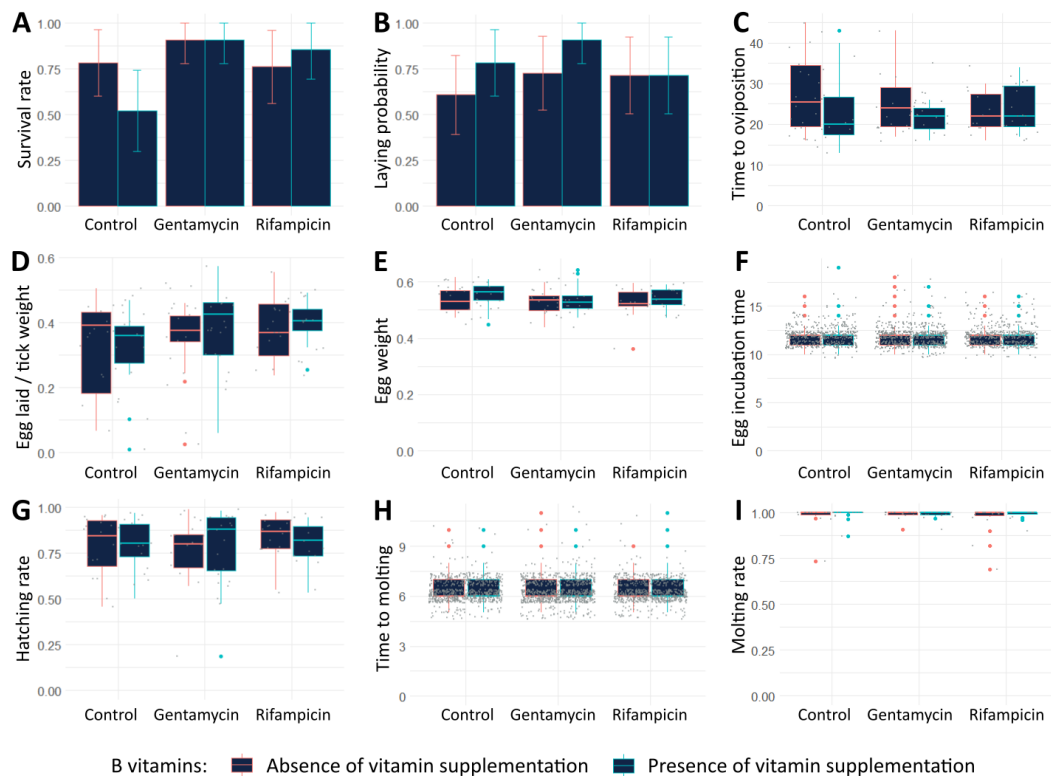 A
Survival rate
1.00
0.75
0.50
0.25
0.00
Control Gentamycin Rifampicin
B
Laying probability
1.00
0.75
0.50
0.25
0.00
Control Gentamycin Rifampicin
C
Time to oviposition
40
30
20
10
0
Control Gentamycin Rifampicin
D
Egg laid / tick weight
0.6
0.4
0.2
0.0
Control Gentamycin Rifampicin
E
Egg weight
0.6
0.4
0.2
0.0
Control Gentamycin Rifampicin
F
Egg incubation time
15
10
5
0
Control Gentamycin Rifampicin
G
Hatching rate
1.00
0.75
0.50
0.25
0.00
Control Gentamycin Rifampicin
H
Time to molting
9
6
3
0
Control Gentamycin Rifampicin
I
Molting rate
1.00
0.75
0.50
0.25
0.00
Control Gentamycin Rifampicin
B vitamins: Absence of vitamin supplementation Presence of vitamin supplementation